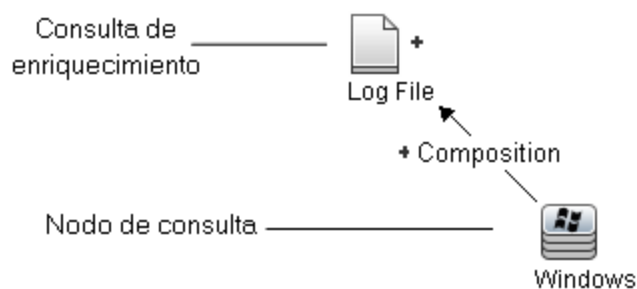 Consulta de
enriquecimiento
Log File
+ Composition
Nodo de consulta
Windows